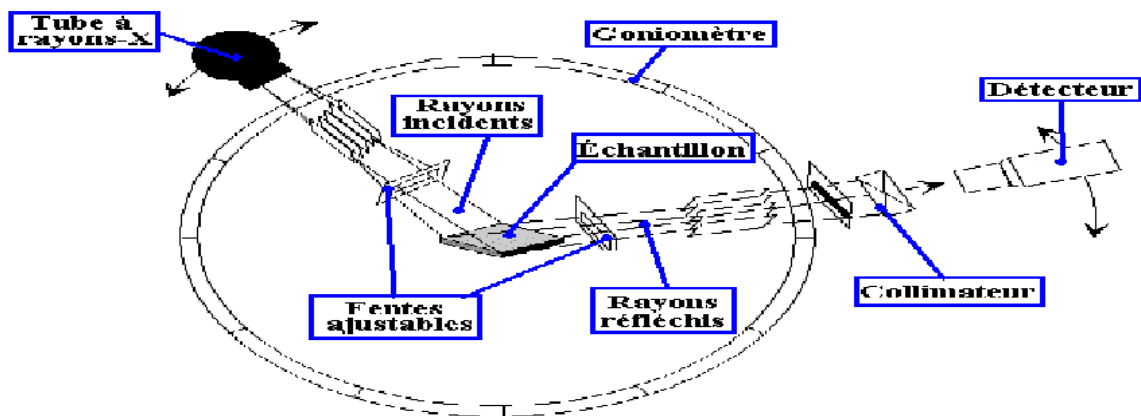 Tube à
rayons-X
Goniomètre
Détecteur
Rayons
incidents
Échantillon
Fentes
ajustables
Rayons
réfléchis
Collimateur